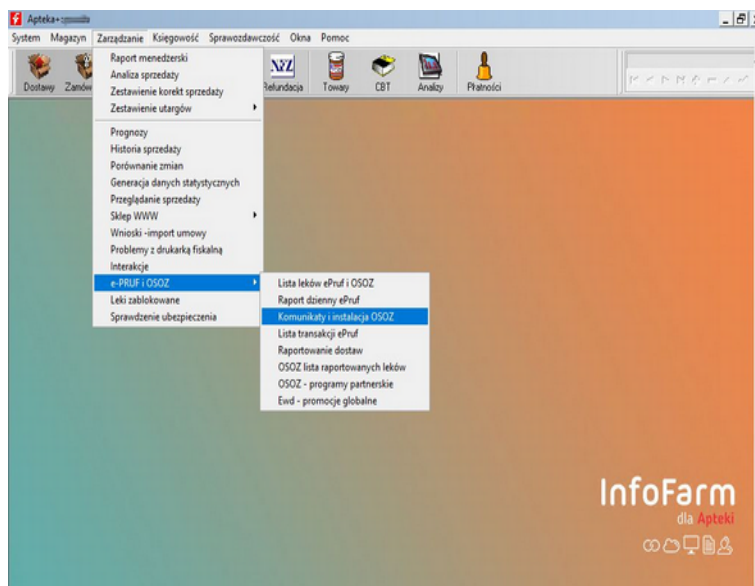 Apteka+
System Magazyn Zarządzanie Księgowość Sprawozdawczość Okna Pomoc
Dostawy Refundacja Towary CBT Analizy Płatności
NFZ
Raport menedżerski
Analiza sprzedaży
Zestawienie korekt sprzedaży
Zestawienie utargów
Prognozy
Historia sprzedaży
Porównanie zmian
Generacja danych statystycznych
Przeglądanie sprzedaży
Sklep WWW
Wnioski -import umowy
Problemy z drukarką fiskalną
Interakcje
e-PRUF i OSOZ
Leki zablokowane
Sprawdzenie ubezpieczenia
Lista leków ePruf i OSOZ
Raport dzienny ePruf
Komunikaty i instalacja OSOZ
Lista transakcji ePruf
Raportowanie dostaw
OSOZ lista raportowanych leków
OSOZ - programy partnerskie
Ewd - promocje globalne
InfoFarm
dla Apteki